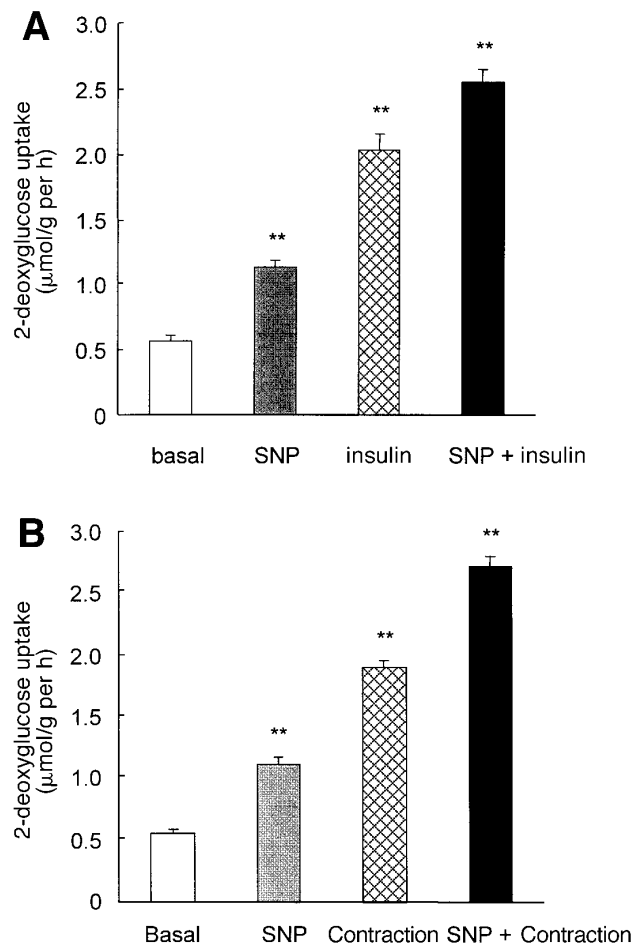 A
2-deoxyglucose uptake
(μmol/g per h)
3.0
2.5
2.0
1.5
1.0
0.5
0
**
**
**
basal
SNP
insulin
SNP + insulin
B
2-deoxyglucose uptake
(μmol/g per h)
3.0
2.5
2.0
1.5
1.0
0.5
0
**
**
**
Basal
SNP
Contraction
SNP + Contraction